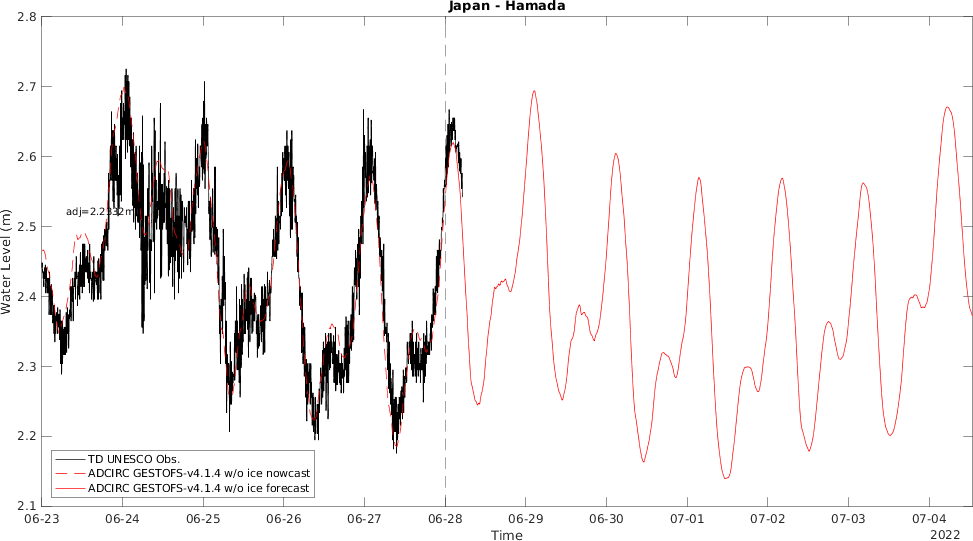 Japan - Hamada
2.8
2.7
2.6
2.5
2.4
2.3
2.2
2.1
Water Level (m)
adj=2.2332m
TD UNESCO Obs.
ADCIRC GESTOFS-v4.1.4 w/o ice nowcast
ADCIRC GESTOFS-v4.1.4 w/o ice forecast
06-23 06-24 06-25 06-26 06-27 06-28 06-29 06-30 07-01 07-02 07-03 07-04
Time
2022